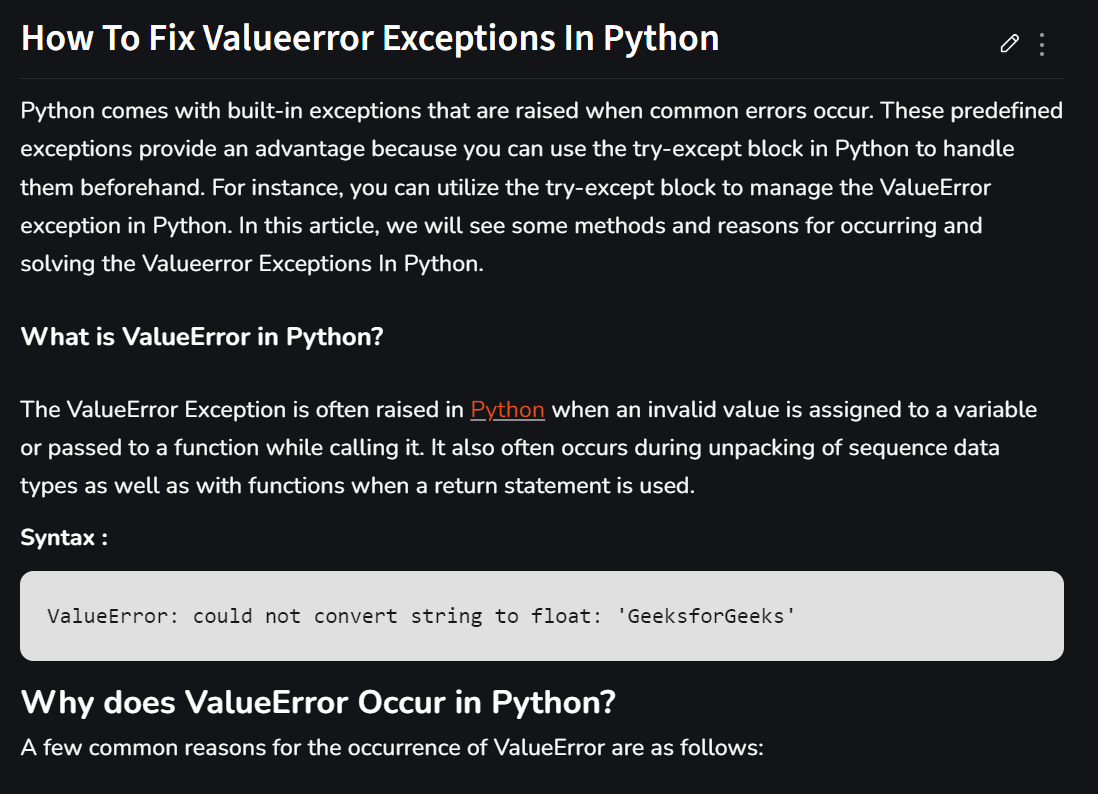 How To Fix Valueerror Exceptions In Python
Python comes with built-in exceptions that are raised when common errors occur. These predefined
exceptions provide an advantage because you can use the try-except block in Python to handle
them beforehand. For instance, you can utilize the try-except block to manage the ValueError
exception in Python. In this article, we will see some methods and reasons for occurring and
solving the Valueerror Exceptions In Python.
What is ValueError in Python?
The ValueError Exception is often raised in Python when an invalid value is assigned to a variable
or passed to a function while calling it. It also often occurs during unpacking of sequence data
types as well as with functions when a return statement is used.
Syntax :
ValueError: could not convert string to float: 'GeeksforGeeks'
Why does ValueError Occur in Python?
A few common reasons for the occurrence of ValueError are as follows: